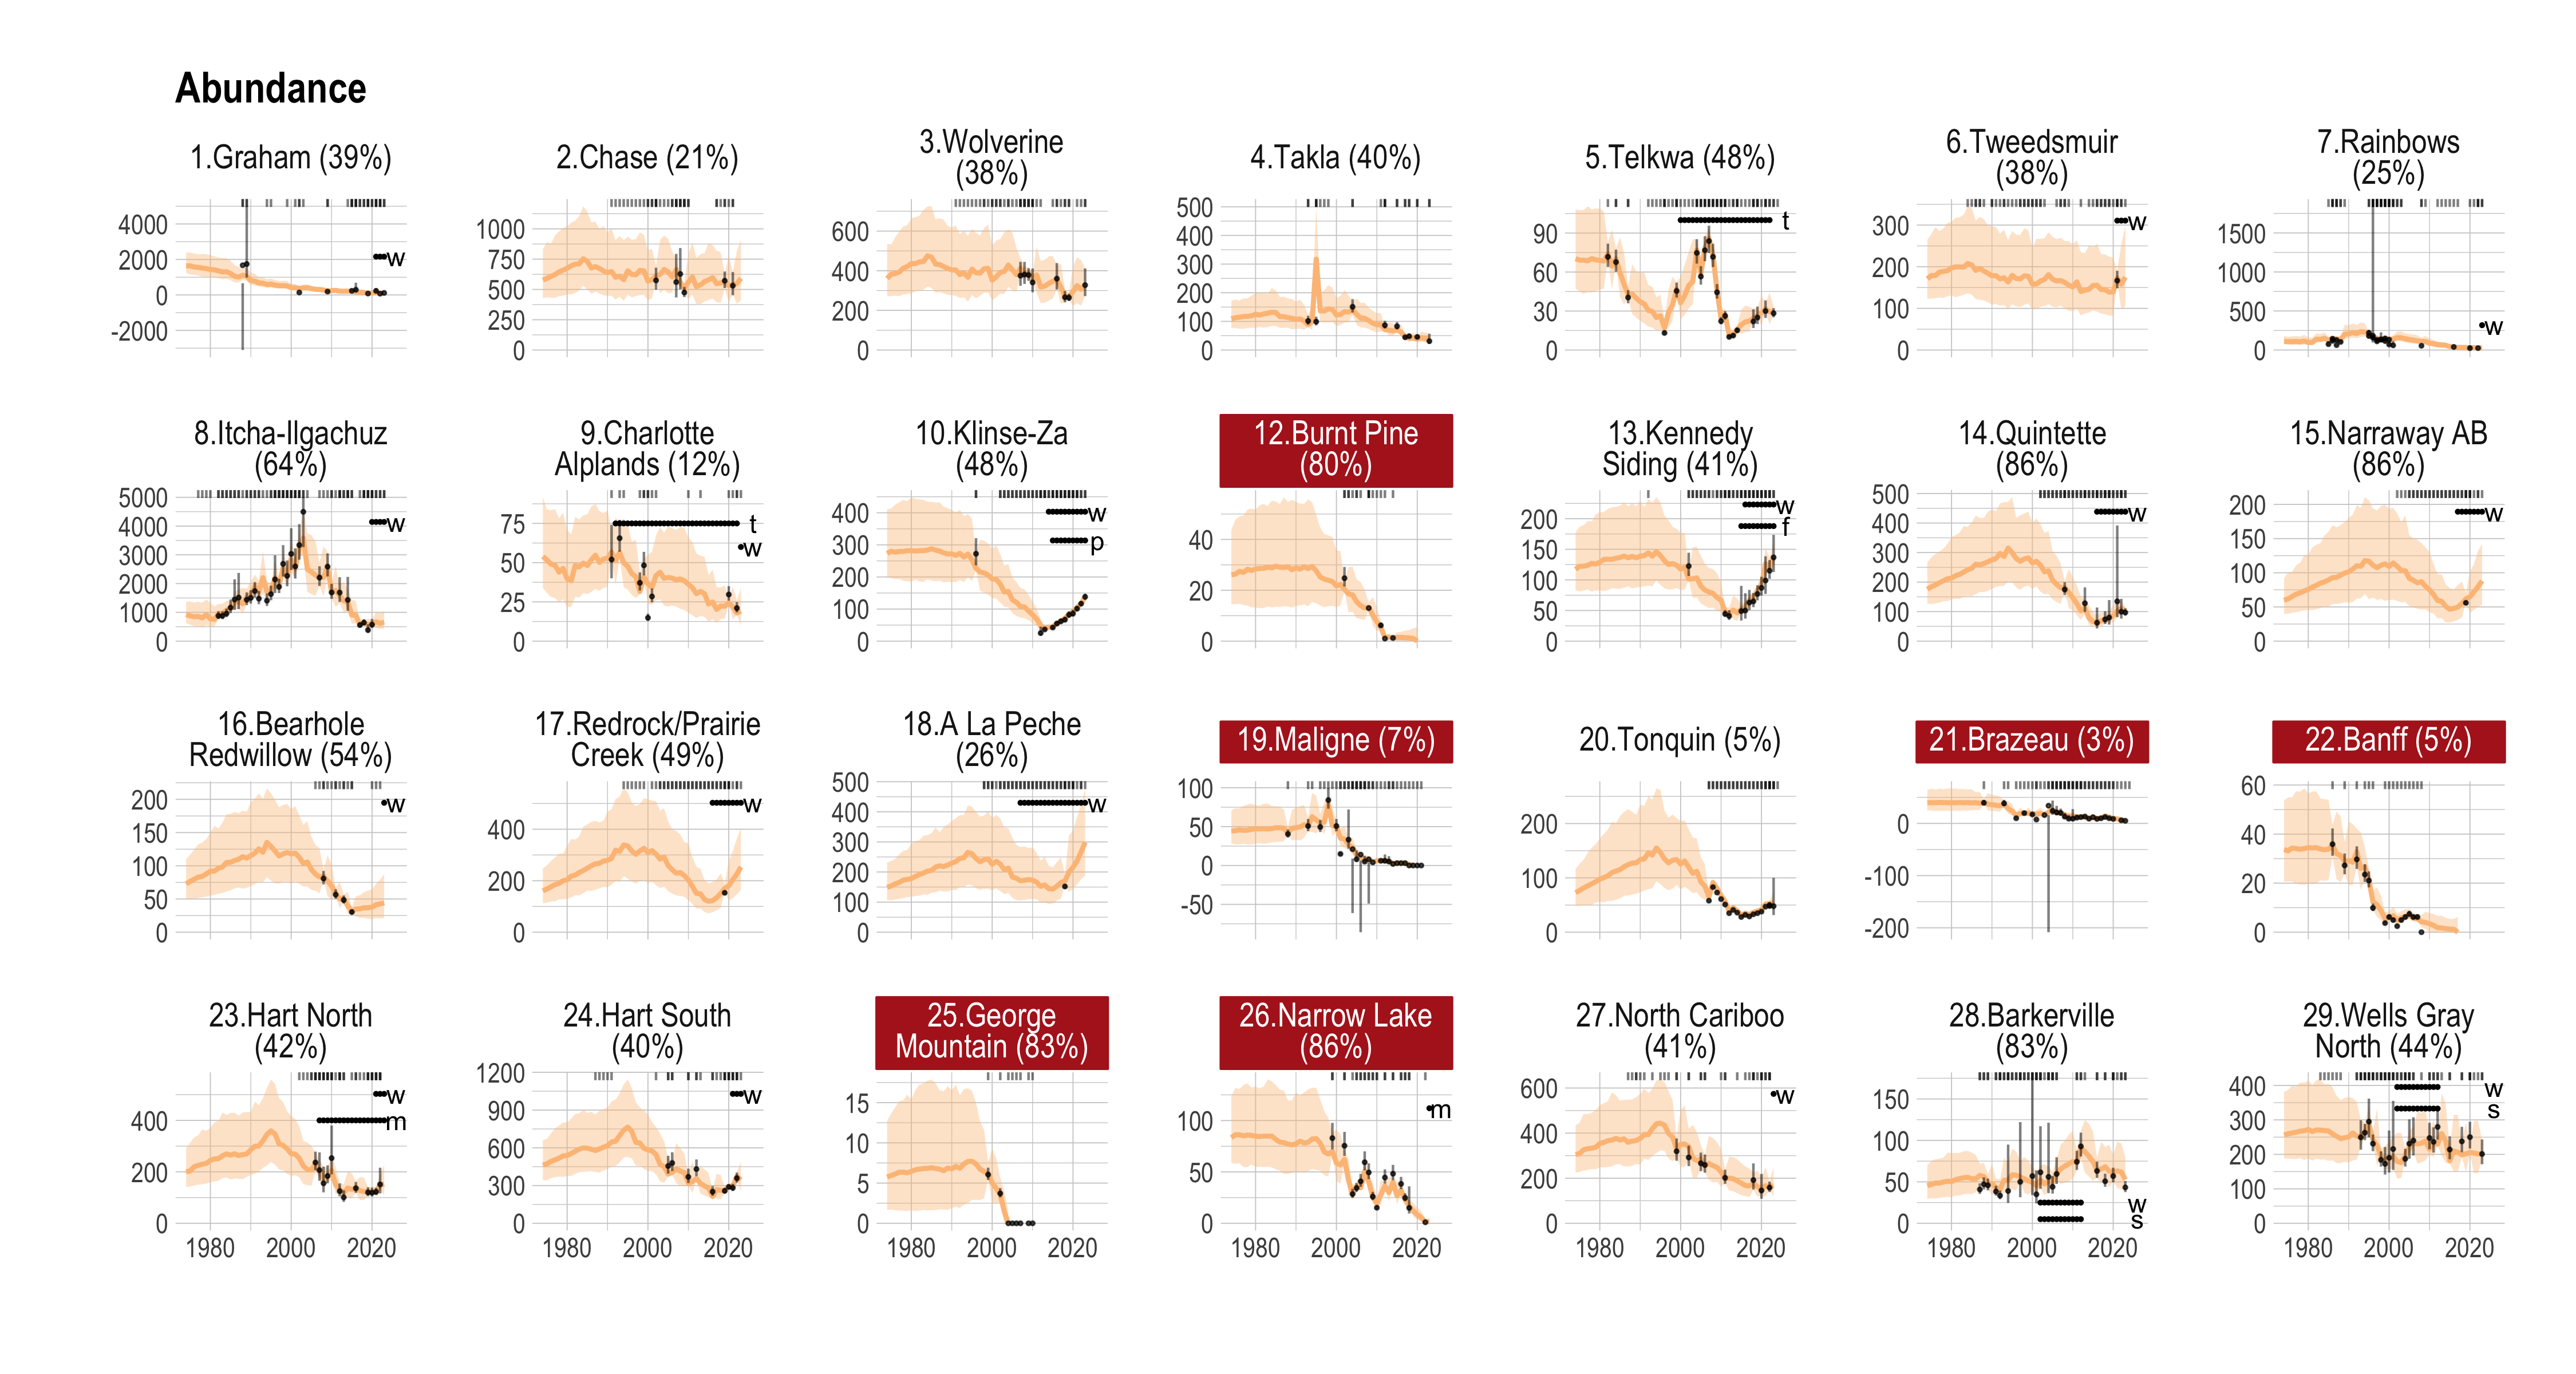 Abundance
1.Graham (39%)
2.Chase (21%)
3.Wolverine
(38%)
4.Takla (40%)
5.Telkwa (48%)
6.Tweedsmuir
(38%)
7.Rainbows
(25%)
4000
2000
0
-2000
w
1000
750
500
250
0
600
400
200
0
500
400
300
200
100
0
90
60
30
0
t
300
200
100
0
w
1500
1000
500
0
w
8.Itcha-Ilgachuz
(64%)
9.Charlotte
Alplands (12%)
10.Klinse-Za
(48%)
12.Burnt Pine
(80%)
13.Kennedy
Siding (41%)
14.Quintette
(86%)
15.Narraway AB
(86%)
5000
4000
3000
2000
1000
0
w
75
50
25
0
t
w
400
300
200
100
0
w
p
40
20
0
200
150
100
50
0
w
f
500
400
300
200
100
0
w
200
150
100
50
0
w
16.Bearhole
Redwillow (54%)
17.Redrock/Prairie
Creek (49%)
18.A La Peche
(26%)
19.Maligne (7%)
20.Tonquin (5%)
21.Brazeau (3%)
22.Banff (5%)
200
150
100
50
0
w
400
200
0
w
500
400
300
200
100
0
w
100
50
0
-50
200
100
0
0
-100
-200
60
40
20
0
23.Hart North
(42%)
24.Hart South
(40%)
25.George
Mountain (83%)
26.Narrow Lake
(86%)
27.North Cariboo
(41%)
28.Barkerville
(83%)
29.Wells Gray
North (44%)
400
200
0
w
m
1200
900
600
300
0
w
15
10
5
0
100
50
0
m
600
400
200
0
w
150
100
50
0
w
s
400
300
200
100
0
w
s
1980 2000 2020
1980 2000 2020
1980 2000 2020
1980 2000 2020
1980 2000 2020
1980 2000 2020
1980 2000 2020